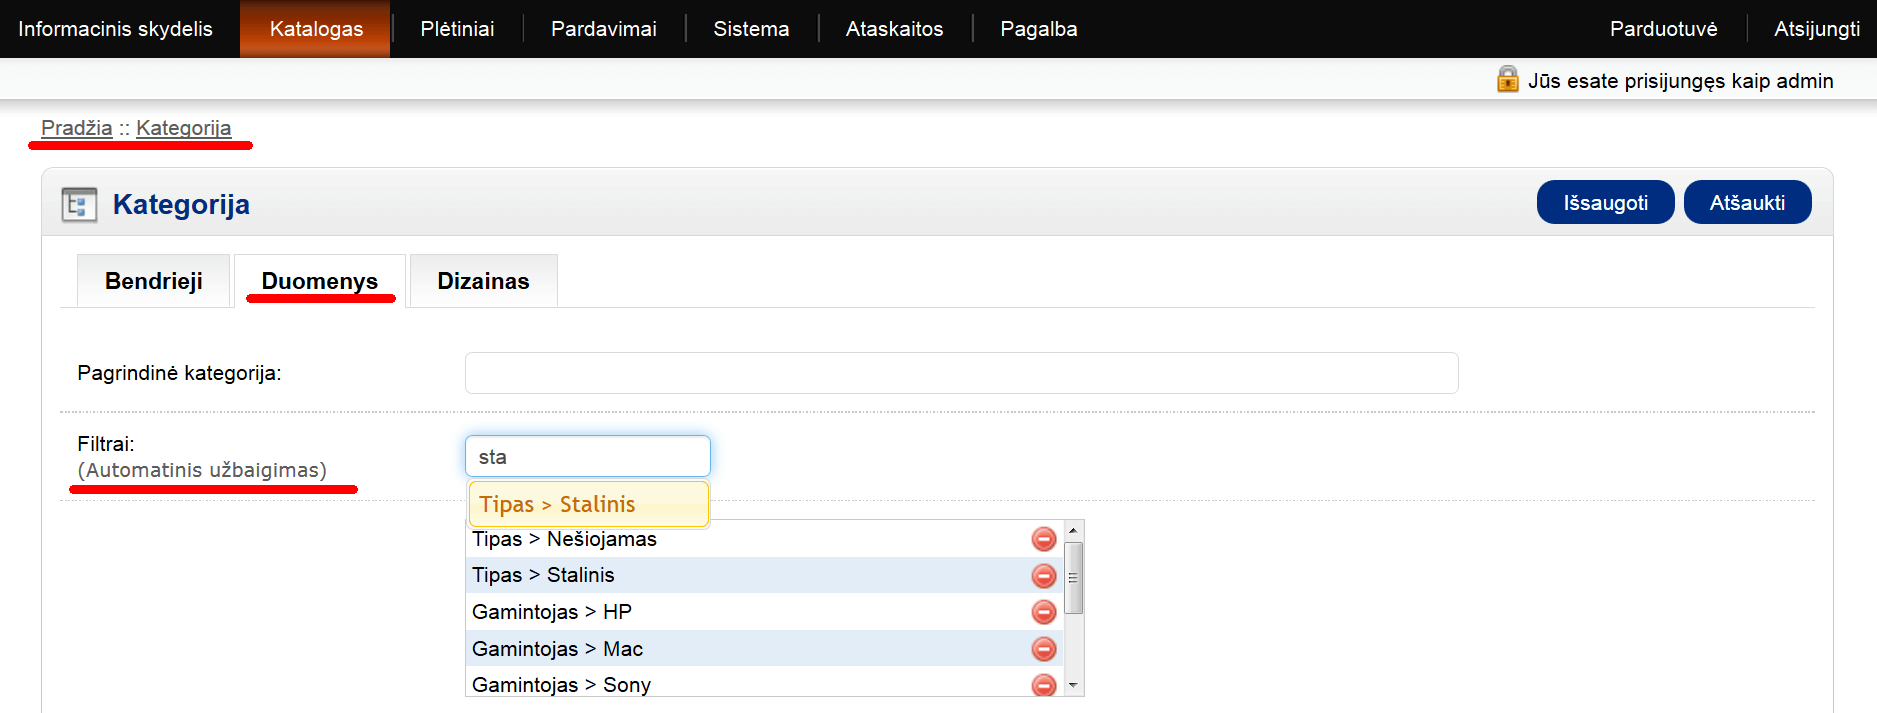 Informacinis skydelis Katalogas Plėtiniai Pardavimai Sistema Ataskaitos Pagalba Parduotuvė Atsijungti
Jūs esate prisijungęs kaip admin
Pradžia :: Kategorija
Kategorija Išsaugoti Atšaukti
Bendrieji Duomenys Dizainas
Pagrindinė kategorija:
Filtrai:
(Automatinis užbaigimas)
sta
Tipas > Stalinis
Tipas > Nešiojamas
Tipas > Stalinis
Gamintojas > HP
Gamintojas > Mac
Gamintojas > Sony